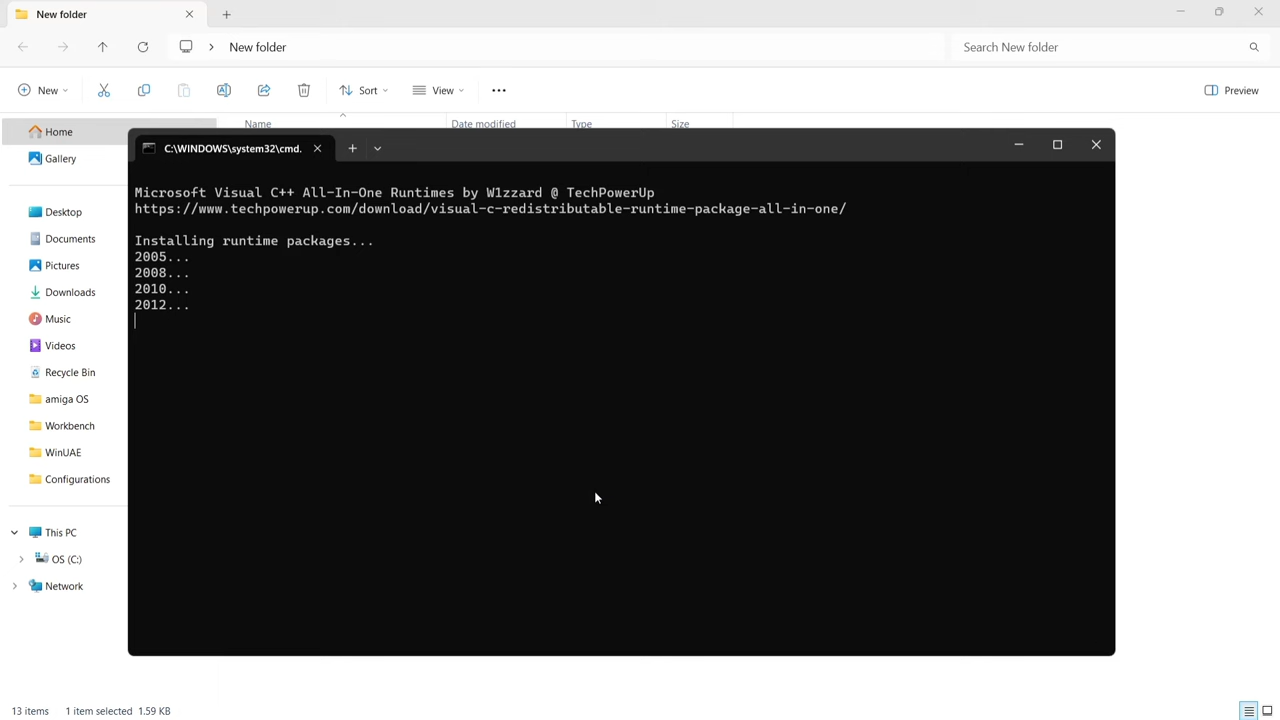 New folder
New folder
Search New folder
New
Sort
View
Preview
Home
Gallery
Desktop
Documents
Pictures
Downloads
Music
Videos
Recycle Bin
amiga OS
Workbench
WinUAE
Configurations
This PC
OS (C:)
Network
Name
Date modified
Type
Size
C:\WINDOWS\system32\cmd.
Microsoft Visual C++ All-In-One Runtimes by W1zzard @ TechPowerUp
https://www.techpowerup.com/download/visual-c-redistributable-runtime-package-all-in-one/
Installing runtime packages...
2005...
2008...
2010...
2012...
13 items
1 item selected 1.59 KB